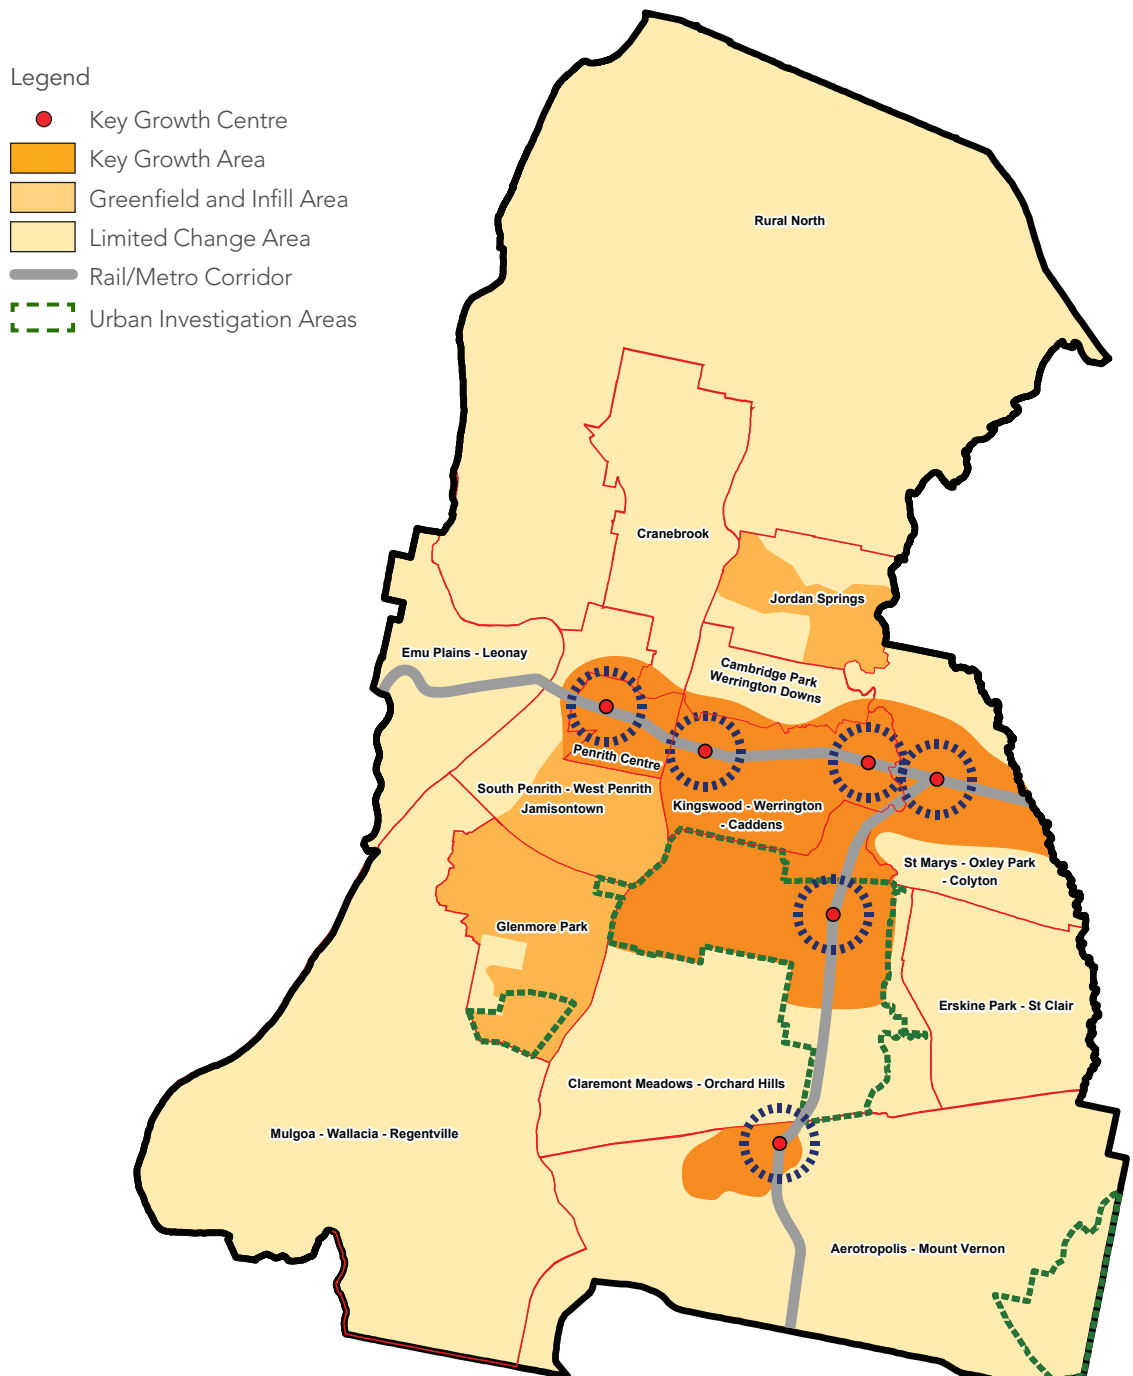 Legend
Key Growth Centre
Key Growth Area
Greenfield and Infill Area
Limited Change Area
Rail/Metro Corridor
Urban Investigation Areas
Rural North
Cranebrook
Jordan Springs
Emu Plains - Leonay
Cambridge Park
Werrington Downs
Penrith Centre
South Penrith - West Penrith
Jamisontown
Kingswood - Werrington
- Caddens
St Marys - Oxley Park
- Colyton
Glenmore Park
Erskine Park - St Clair
Claremont Meadows - Orchard Hills
Mulgoa - Wallacia - Regentville
Aerotropolis - Mount Vernon